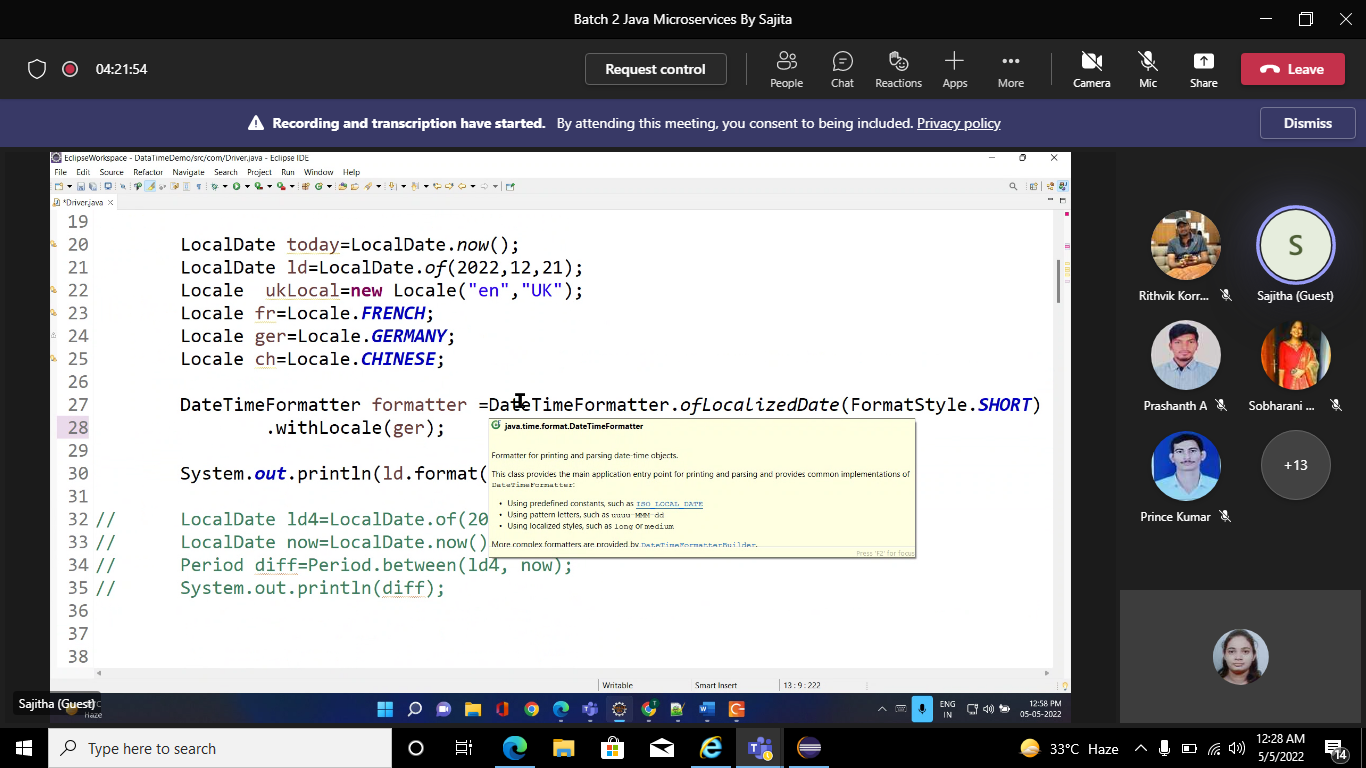 Batch 2 Java Microservices By Sajita
04:21:54
Request control
People
Chat
Reactions
Apps
More
Camera
Mic
Share
Leave
Recording and transcription have started. By attending this meeting, you consent to being included. Privacy policy
Dismiss
EclipseWorkspace - DataTimeDemo/src/com/Driver.java - Eclipse IDE
File Edit Source Refactor Navigate Search Project Run Window Help
*Driver.java
19
20 LocalDate today=LocalDate.now();
21 LocalDate ld=LocalDate.of(2022,12,21);
22 Locale ukLocal=new Locale("en","UK");
23 Locale fr=Locale.FRENCH;
24 Locale ger=Locale.GERMANY;
25 Locale ch=Locale.CHINESE;
26
27 DateTimeFormatter formatter =DateTimeFormatter.ofLocalizedDate(FormatStyle.SHORT)
28 .withLocale(ger);
29
30 System.out.println(ld.format(
31
32 // LocalDate ld4=LocalDate.of(20
33 // LocalDate now=LocalDate.now()
34 // Period diff=Period.between(ld4, now);
35 // System.out.println(diff);
36
37
38
java.time.format.DateTimeFormatter
Formatter for printing and parsing date-time objects.
This class provides the main application entry point for printing and parsing and provides common implementations of
DateTimeFormatter:
• Using predefined constants, such as ISO_LOCAL_DATE
• Using pattern letters, such as uuuu-MMM-dd
• Using localized styles, such as long or medium
More complex formatters are provided by DateTimeFormatterBuilder.
Press 'F2' for focus
Writable
Smart Insert
13 : 9 : 222
Sajitha (Guest)
Haze
ENG
IN
12:58 PM
05-05-2022
Rithvik Korr...
S
Sajitha (Guest)
Prashanth A
Sobharani ...
Prince Kumar
+13
Type here to search
33°C Haze
12:28 AM
5/5/2022
14